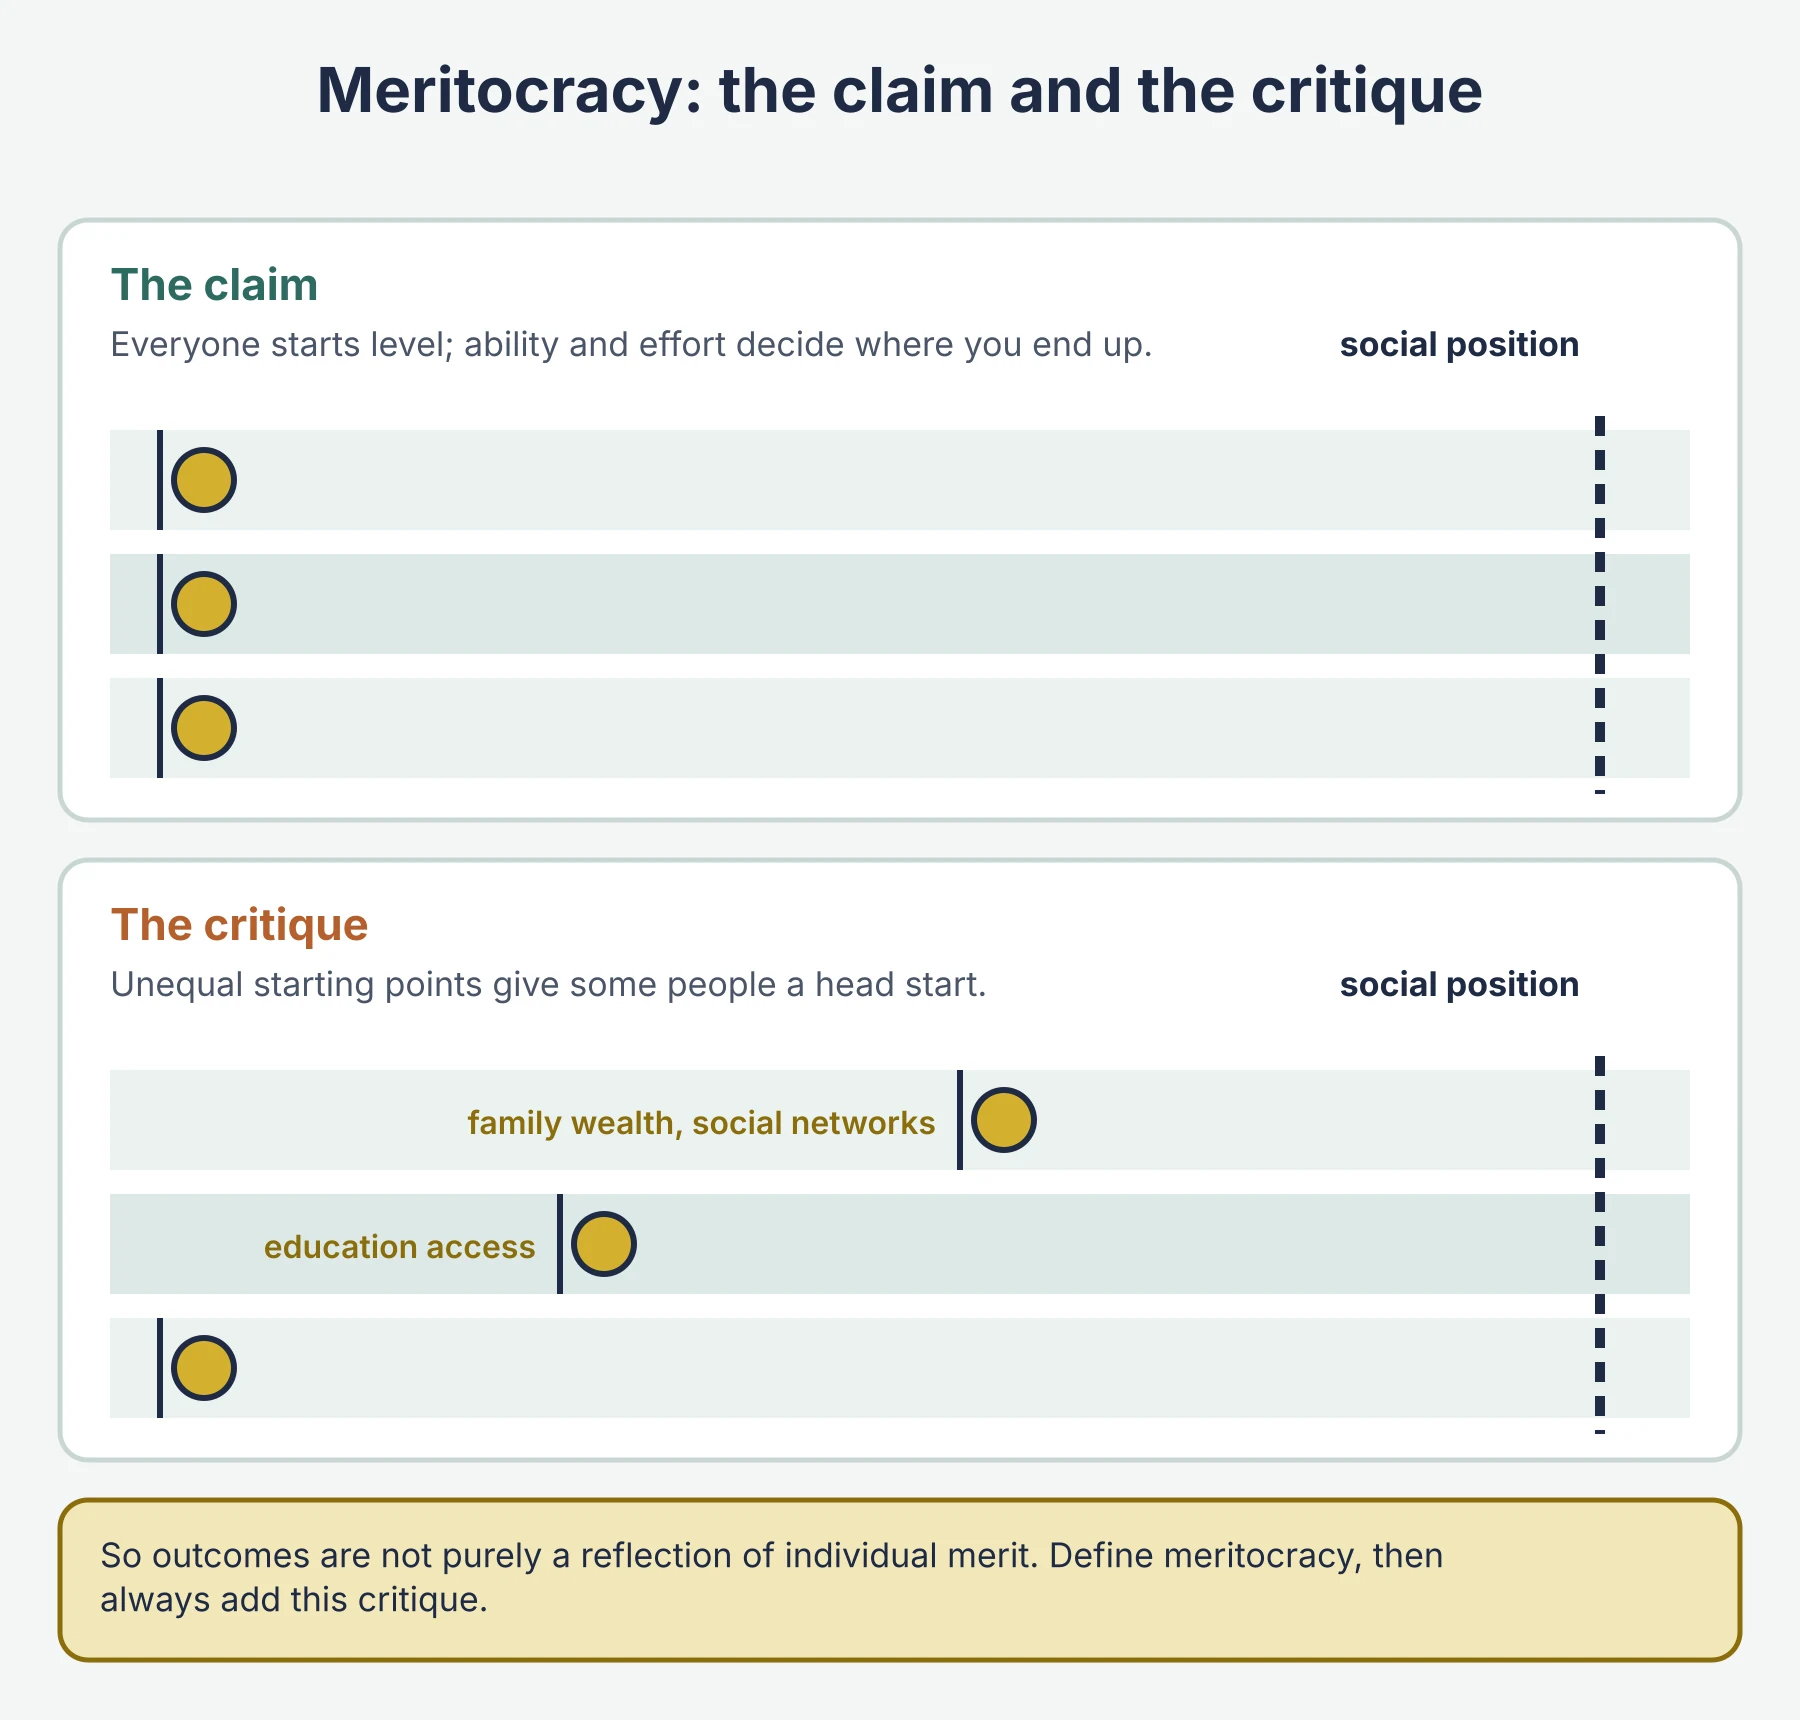 Meritocracy: the claim and the critique
The claim
Everyone starts level; ability and effort decide where you end up.
social position
The critique
Unequal starting points give some people a head start.
social position
family wealth, social networks
education access
So outcomes are not purely a reflection of individual merit. Define meritocracy, then
always add this critique.